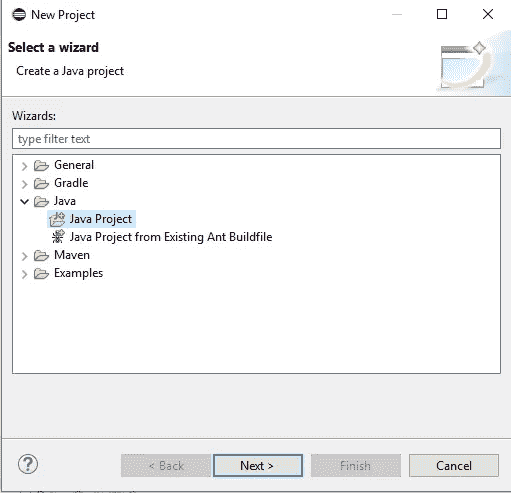 New Project
Select a wizard
Create a Java project
Wizards:
type filter text
General
Gradle
Java
Java Project
Java Project from Existing Ant Buildfile
Maven
Examples
?
< Back
Next >
Finish
Cancel